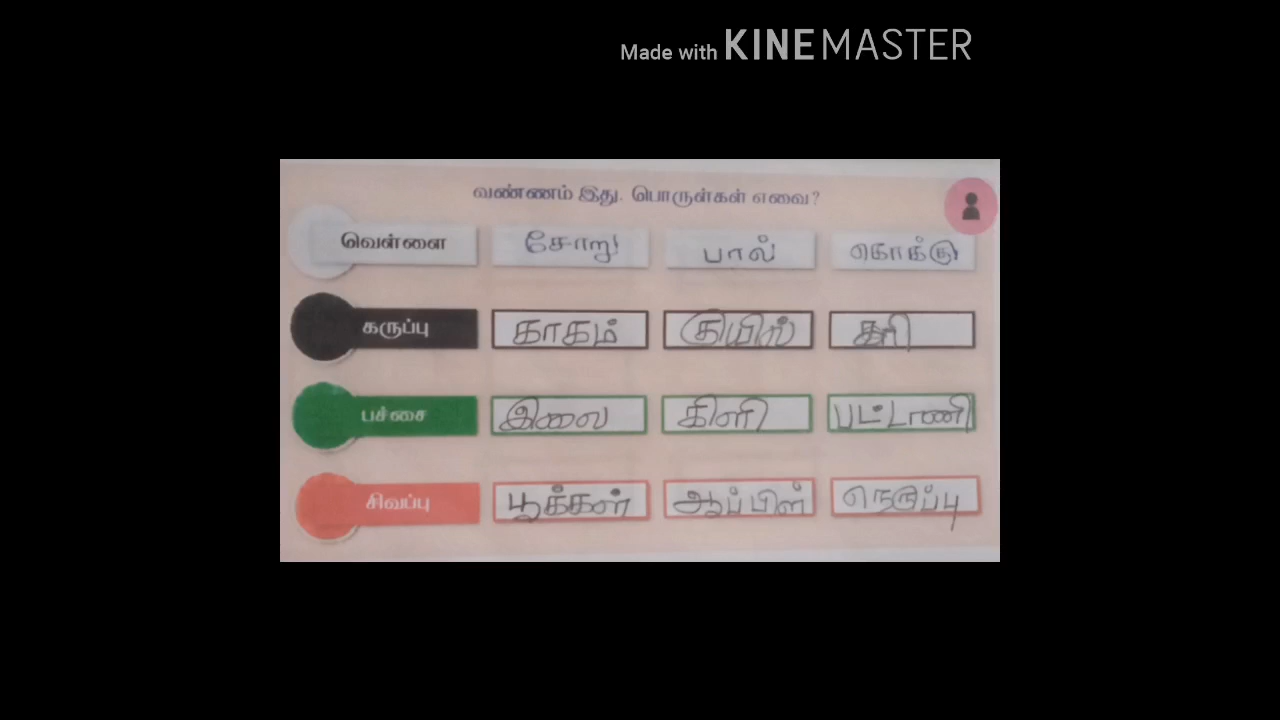 Made with KINEMASTER
வண்ணம் இது. பொருள்கள் எவை?
வெள்ளை சோறு பால் கொக்கு
கருப்பு காகம் குயில் கரி
பச்சை இலை கிளி பட்டாணி
சிவப்பு பூக்கள் ஆப்பிள் நெருப்பு